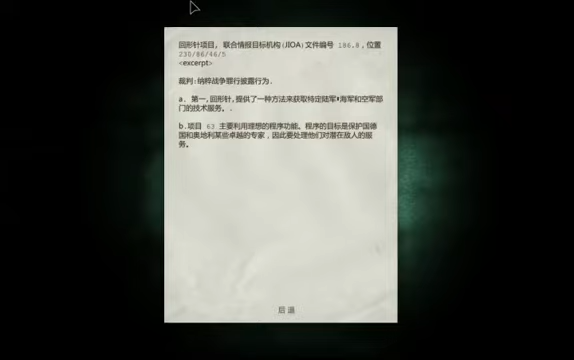 回形针项目, 联合情报目标机构(JIOA)文件编号 186.8, 位置
230/86/46/5
<excerpt>
裁判:纳粹战争罪行披露行为.
a. 第一,回形针,提供了一种方法来获取特定陆军,海军和空军部
门的技术服务。.
b.项目 63 主要利用理想的程序功能。程序的目标是保护国德
国和奥地利某些卓越的专家，因此要处理他们对潜在敌人的服
务。
后退